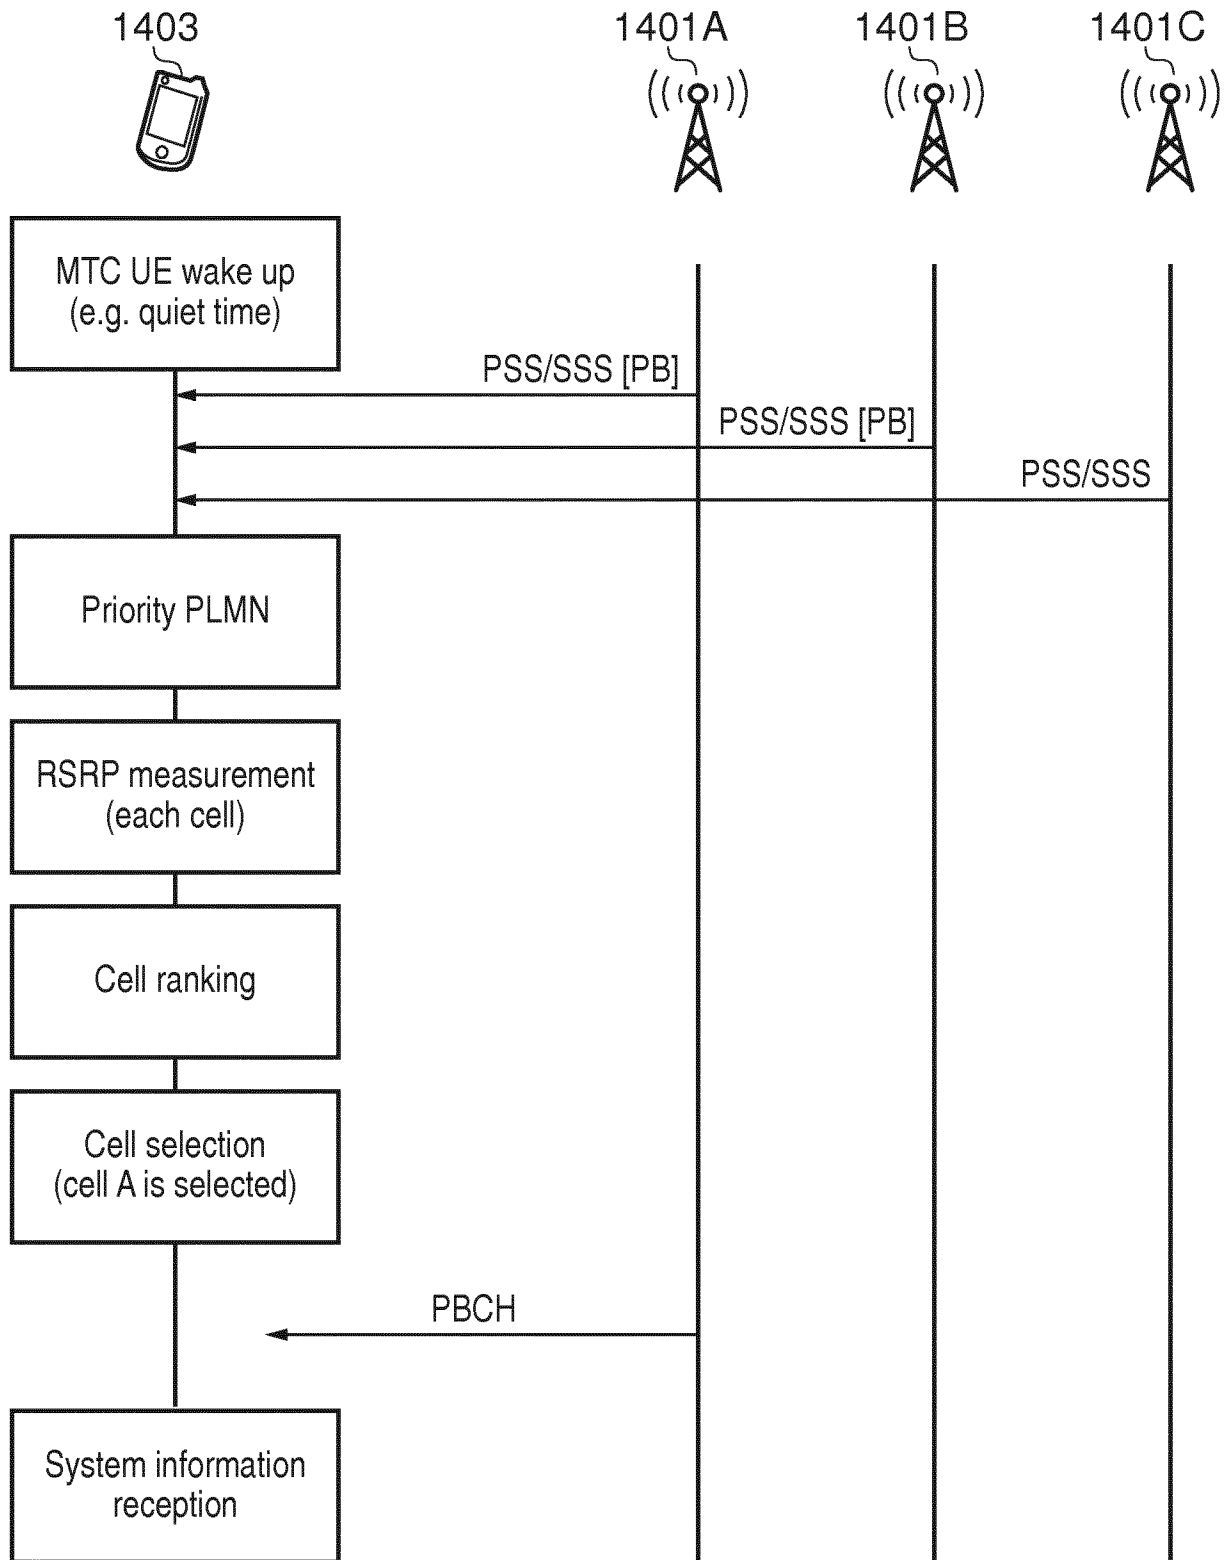 1403
1401A
1401B
1401C
MTC UE wake up
(e.g. quiet time)
PSS/SSS [PB]
PSS/SSS [PB]
PSS/SSS
Priority PLMN
RSRP measurement
(each cell)
Cell ranking
Cell selection
(cell A is selected)
PBCH
System information
reception